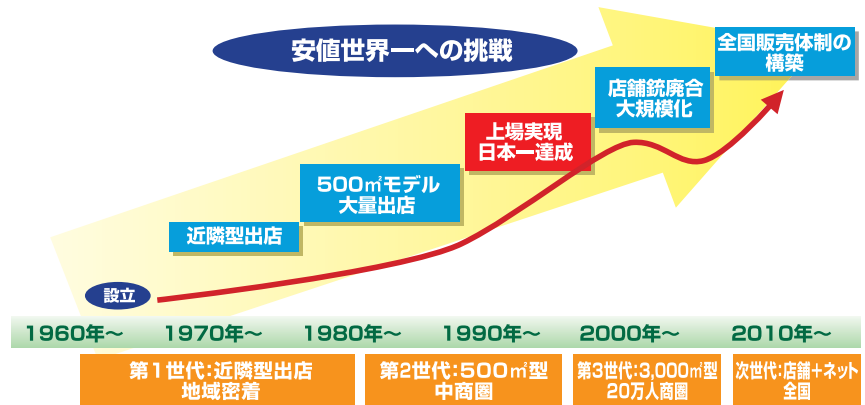 安値世界一への挑戦
全国販売体制の
構築
店舗銃廃合
大規模化
上場実現
日本一達成
500㎡モデル
大量出店
近隣型出店
設立
1960年～
1970年～
1980年～
1990年～
2000年～
2010年～
第1世代：近隣型出店
地域密着
第2世代：500㎡型
中商圏
第3世代：3,000㎡型
20万人商圏
次世代：店舗＋ネット
全国